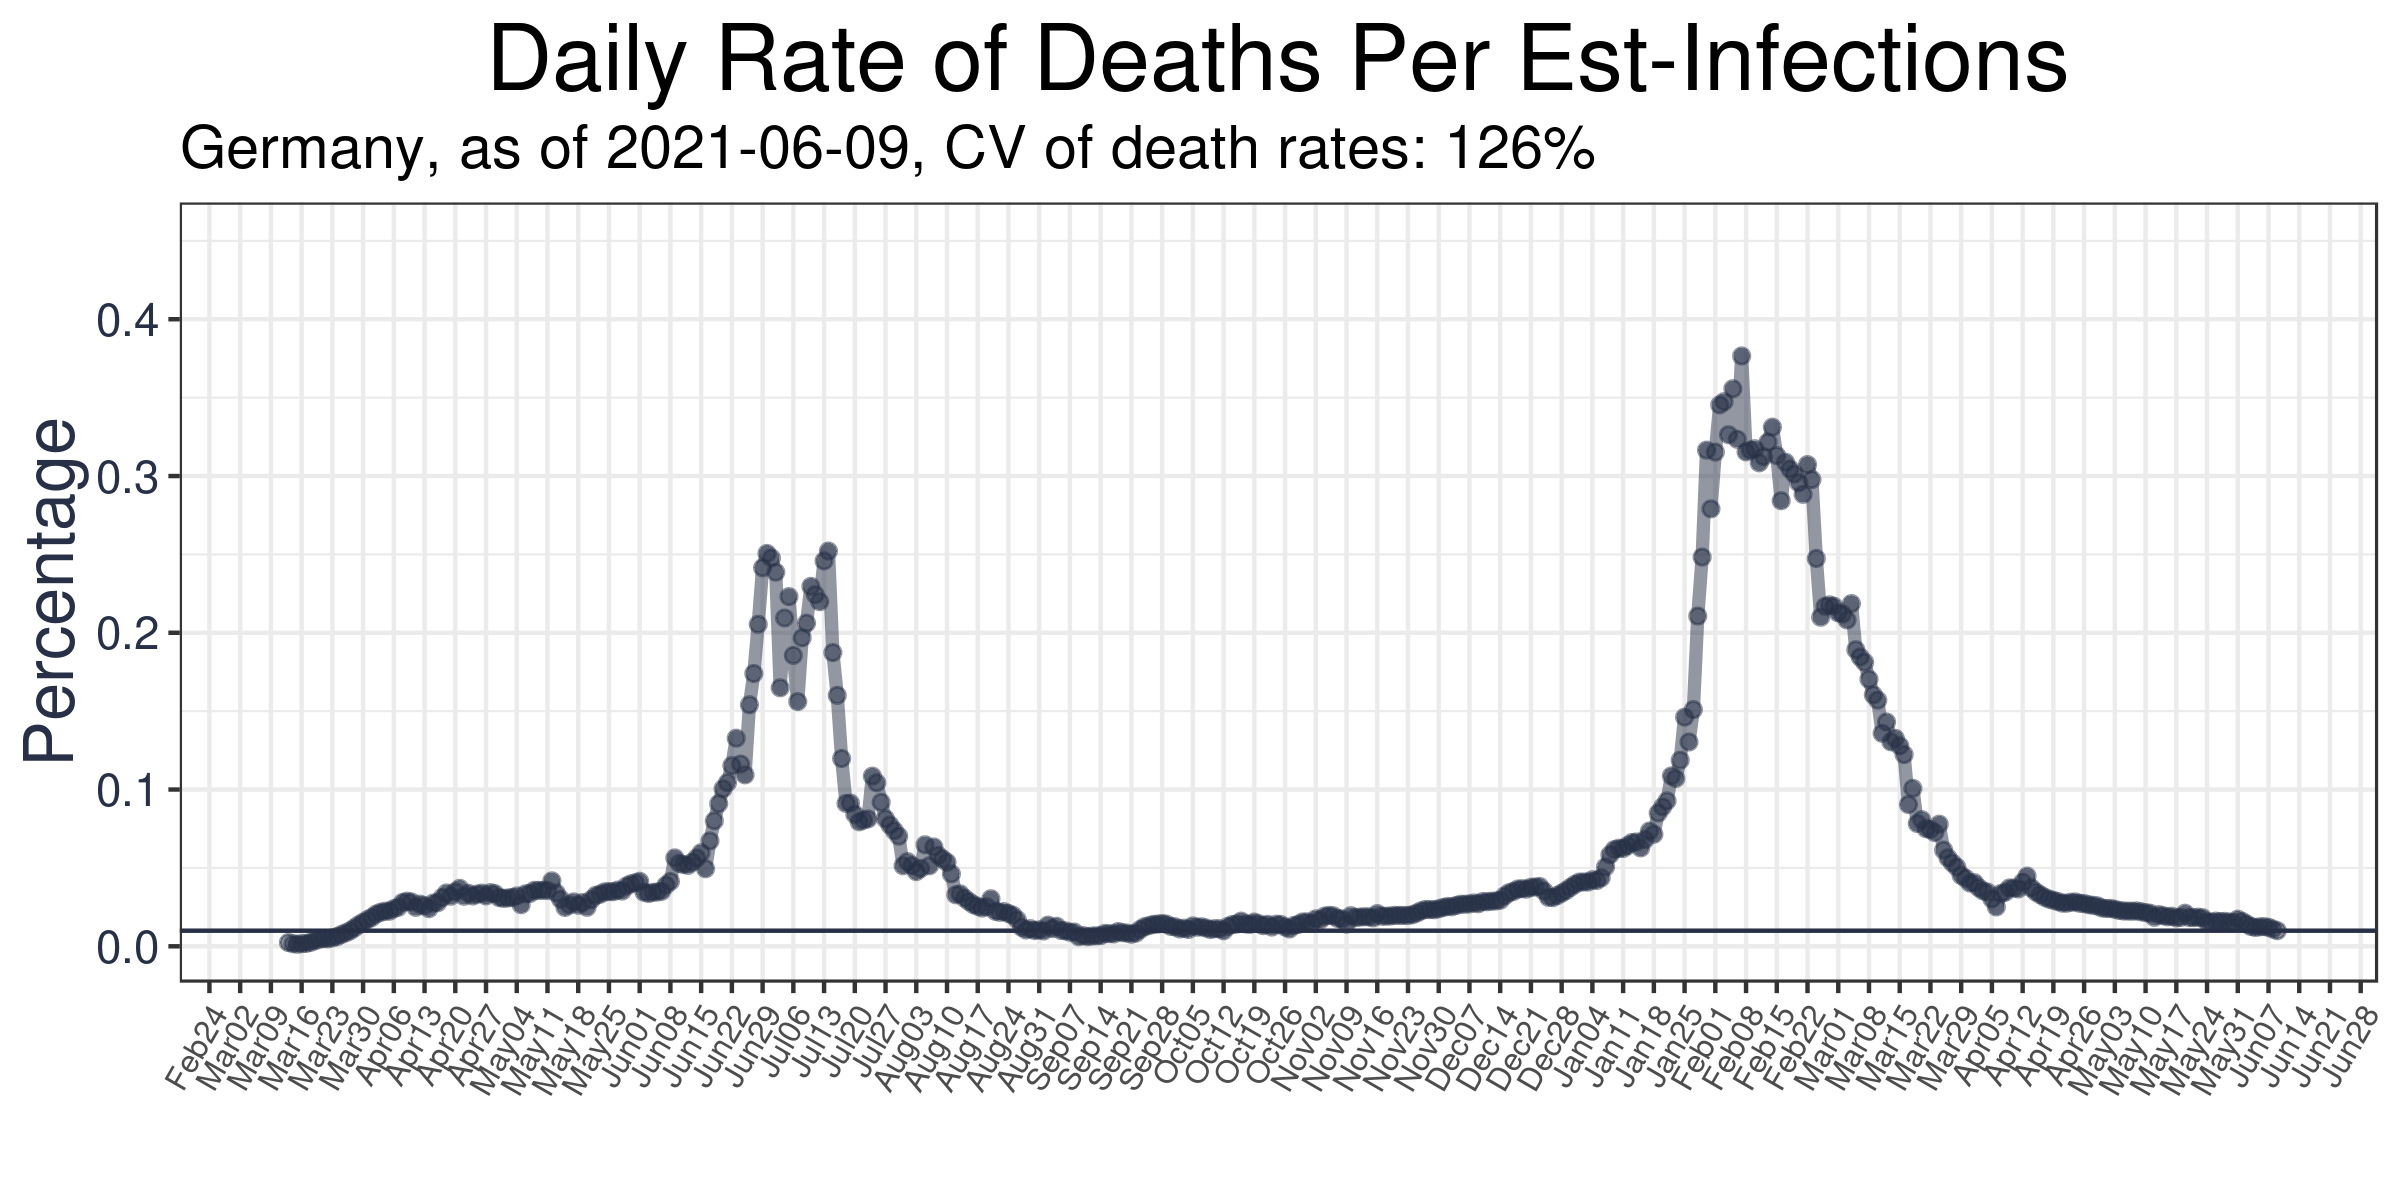 Daily Rate of Deaths Per Est-Infections
Germany, as of 2021-06-09, CV of death rates: 126%
Percentage
0.4
0.3
0.2
0.1
0.0
Feb24
Mar02
Mar09
Mar16
Mar23
Mar30
Apr06
Apr13
Apr20
Apr27
May04
May11
May18
May25
Jun01
Jun08
Jun15
Jun22
Jun29
Jul06
Jul13
Jul20
Jul27
Aug03
Aug10
Aug17
Aug24
Aug31
Sep07
Sep14
Sep21
Sep28
Oct05
Oct12
Oct19
Oct26
Nov02
Nov09
Nov16
Nov23
Nov30
Dec07
Dec14
Dec21
Dec28
Jan04
Jan11
Jan18
Jan25
Feb01
Feb08
Feb15
Feb22
Mar01
Mar08
Mar15
Mar22
Mar29
Apr05
Apr12
Apr19
Apr26
May03
May10
May17
May24
May31
Jun07
Jun14
Jun21
Jun28